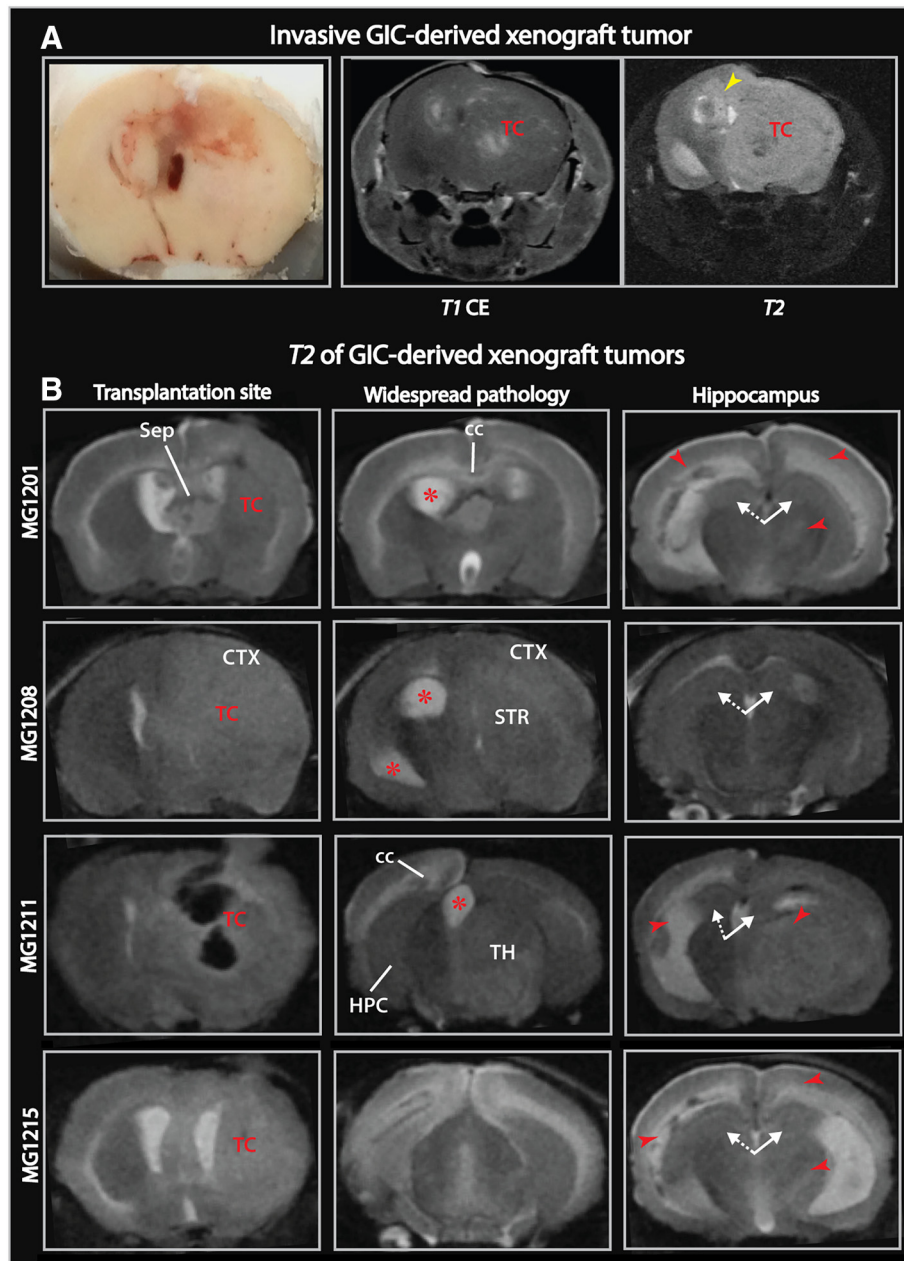 A
Invasive GIC-derived xenograft tumor
TC
TC
T1 CE
T2
T2 of GIC-derived xenograft tumors
B
Transplantation site
Widespread pathology
Hippocampus
MG1201
Sep
TC
cc
*
MG1208
CTX
TC
CTX
STR
*
*
MG1211
TC
cc
*
TH
HPC
MG1215
TC